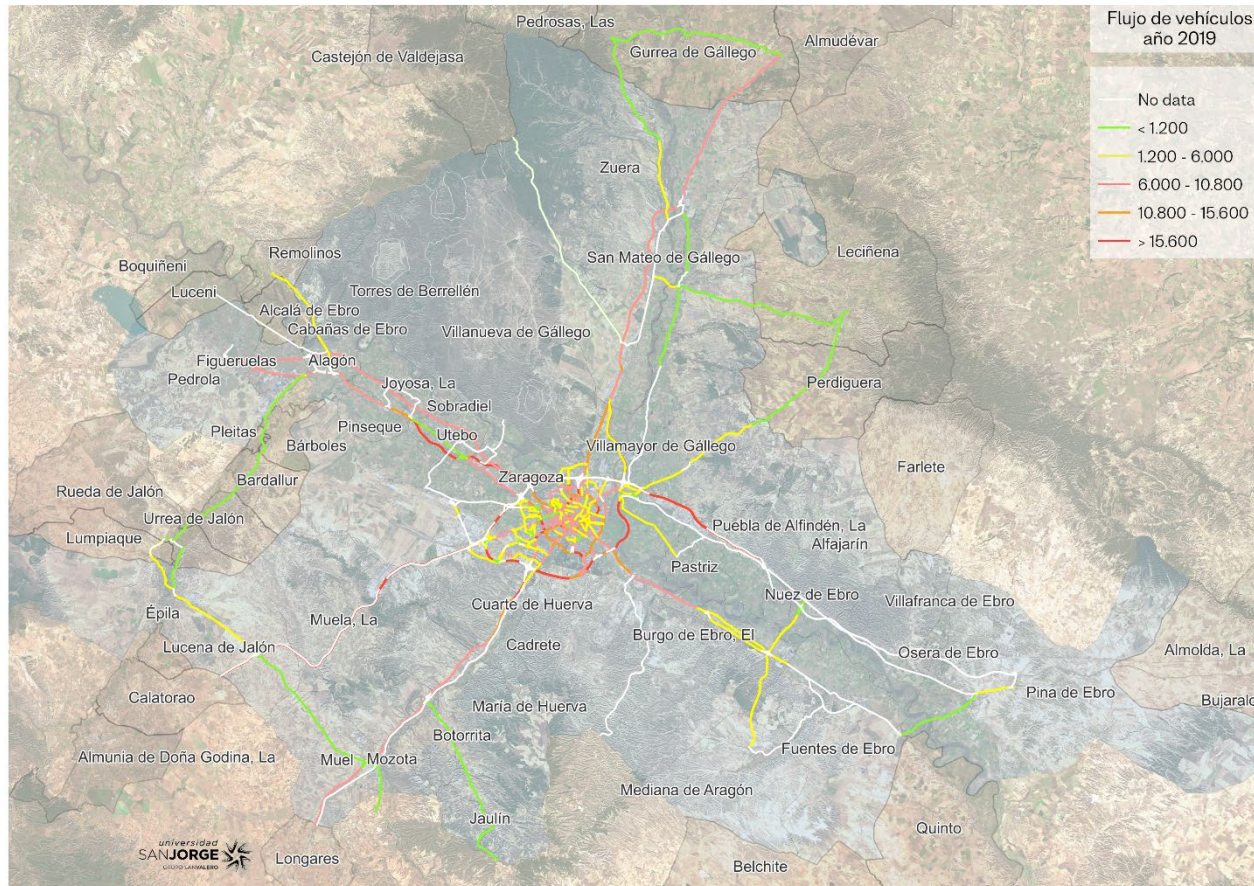 Flujo de vehículos
año 2019
No data
< 1.200
1.200 - 6.000
6.000 - 10.800
10.800 - 15.600
> 15.600
Pedrosas, Las
Almudévar
Gurrea de Gállego
Castejón de Valdejasa
Zuera
Leciñena
Remolinos
San Mateo de Gállego
Boquiñeni
Luceni
Torres de Berrellén
Alcalá de Ebro
Cabañas de Ebro
Villanueva de Gállego
Figueruelas
Alagón
Pedrola
Joyosa, La
Perdiguera
Sobradiel
Pinseque
Pleitas
Utebo
Bárboles
Villamayor de Gállego
Farlete
Zaragoza
Bardallur
Rueda de Jalón
Urrea de Jalón
Puebla de Alfindén, La
Lumpiaque
Alfajarín
Pastriz
Nuez de Ebro
Villafranca de Ebro
Cuarte de Huerva
Épila
Muela, La
Burgo de Ebro, El
Cadrete
Lucena de Jalón
Osera de Ebro
Almolda, La
Pina de Ebro
Calatorao
Bujaralo
María de Huerva
Botorrita
Fuentes de Ebro
Almunia de Doña Godina, La
Muel
Mozota
Mediana de Aragón
Jaulín
Quinto
universidad
SANJORGE
GRUPO SANVALERO
Longares
Belchite